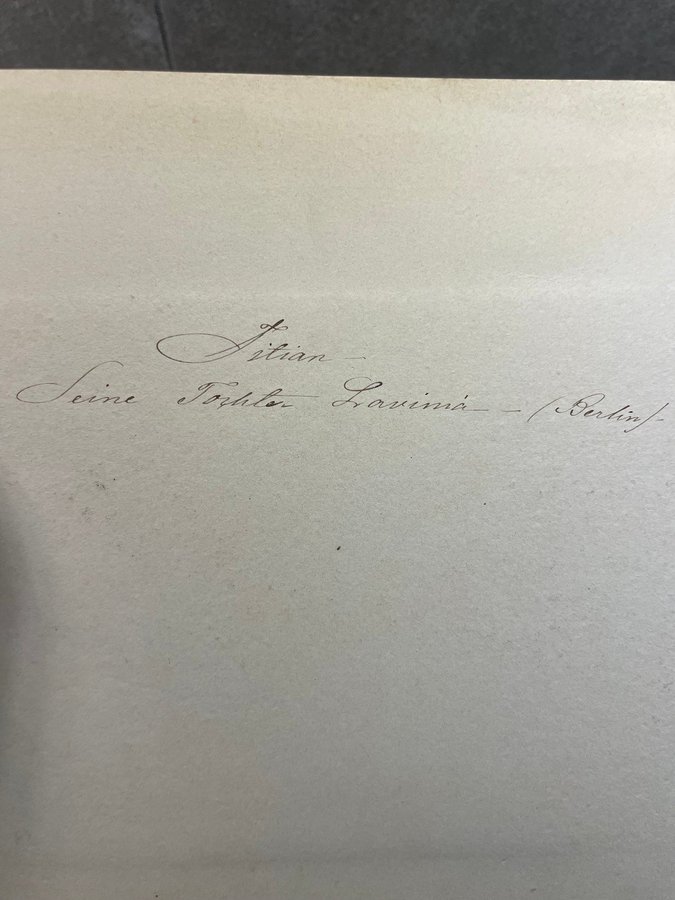 Titian —
Seine Tochter Lavinia — (Berlin) -